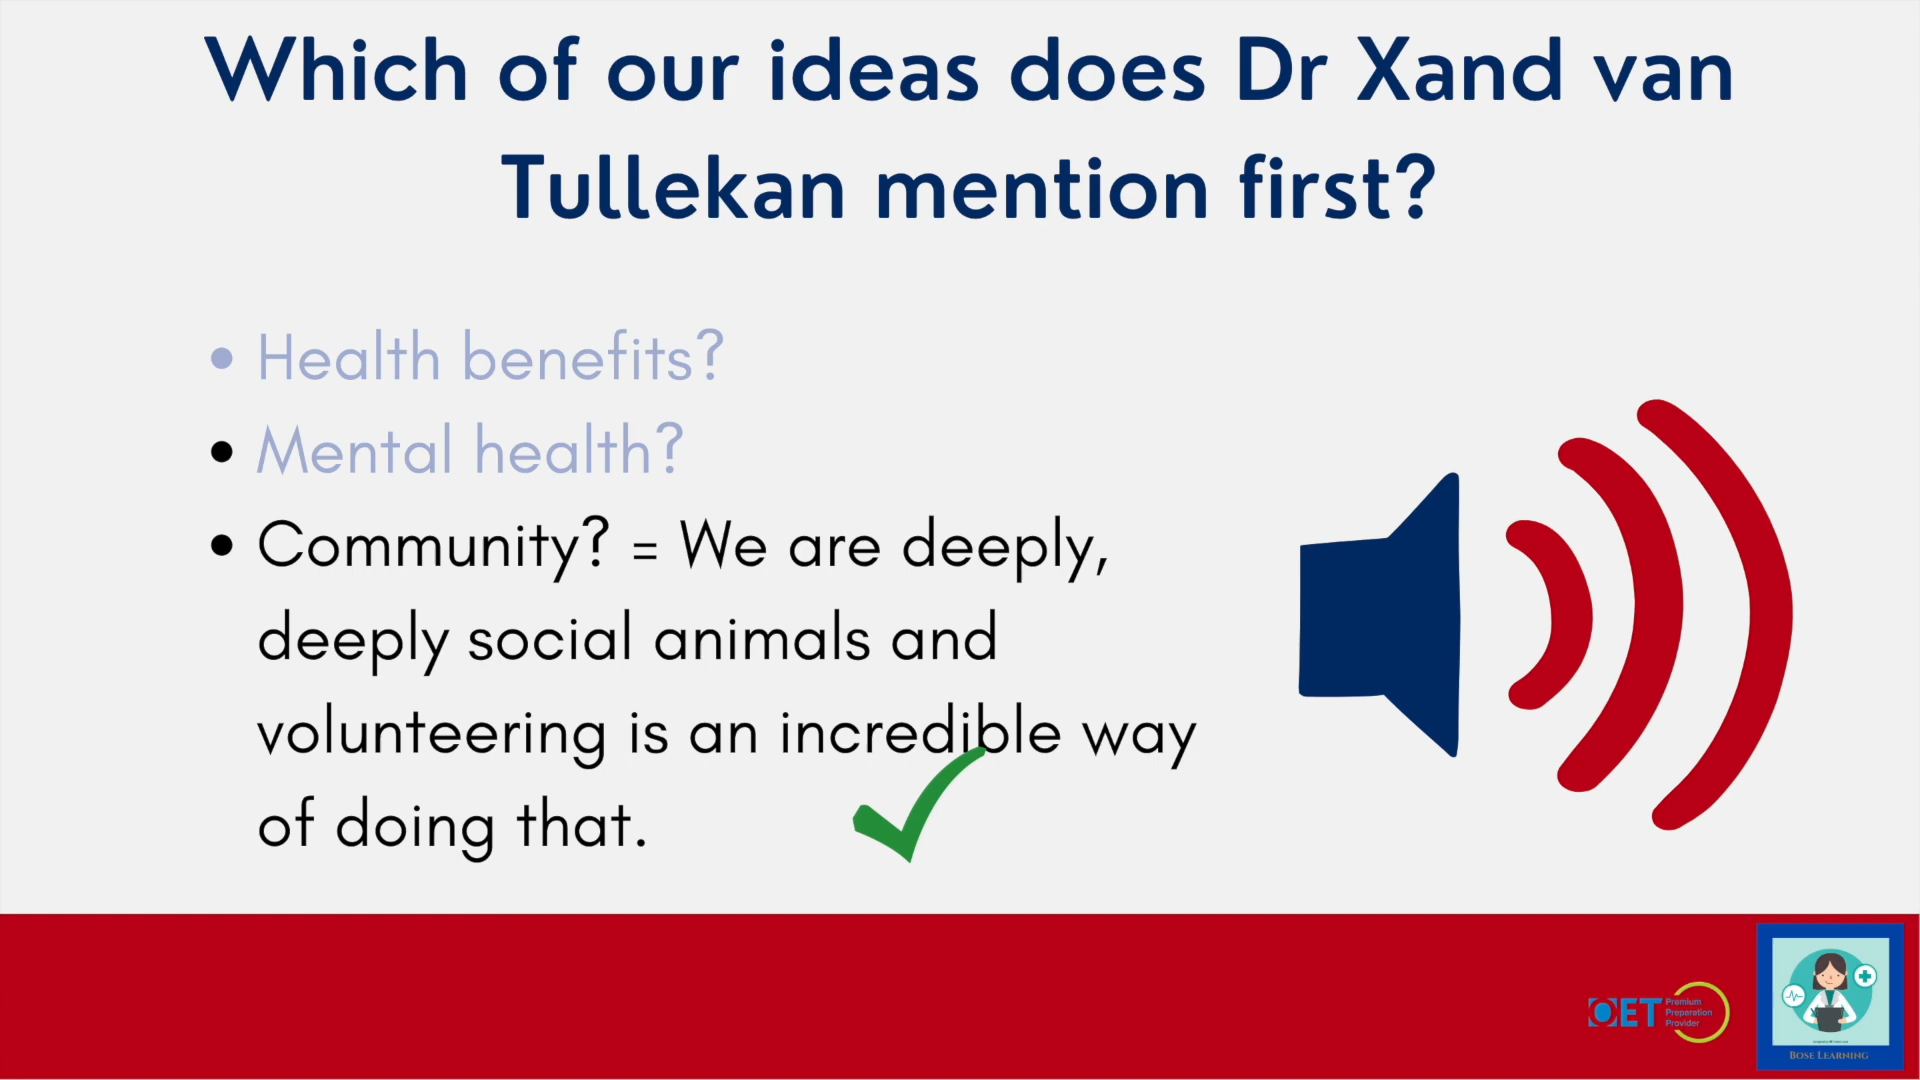 Which of our ideas does Dr Xand van
Tullekan mention first?
• Health benefits?
• Mental health?
• Community? = We are deeply,
deeply social animals and
volunteering is an incredible way
of doing that.
OET
Premium
Preparation
Provider
BOSE LEARNING